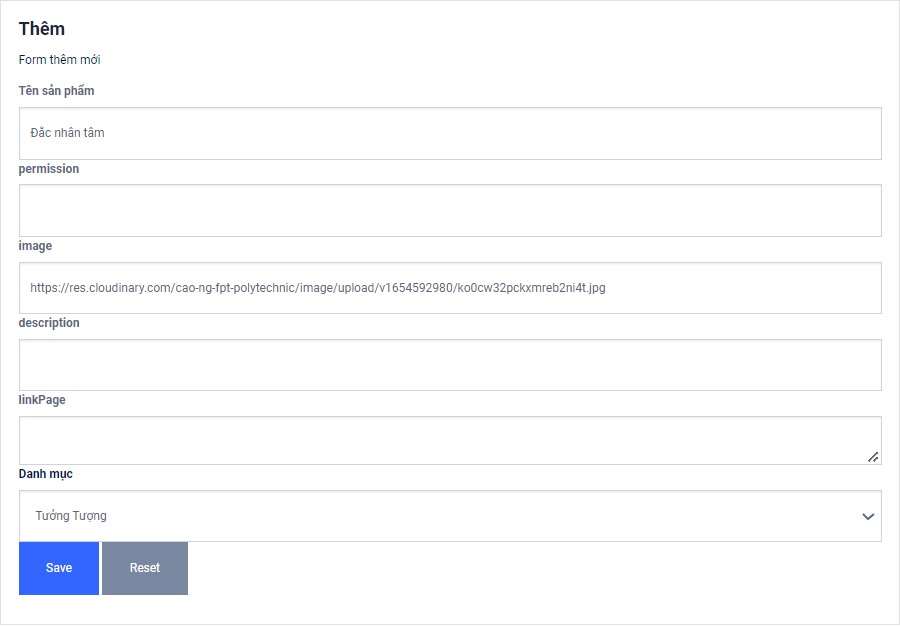 Thêm
Form thêm mới
Tên sản phẩm
Đắc nhân tâm
permission
image
https://res.cloudinary.com/cao-ng-fpt-polytechnic/image/upload/v1654592980/ko0cw32pckxmreb2ni4t.jpg
description
linkPage
Danh mục
Tưởng Tượng
Save Reset